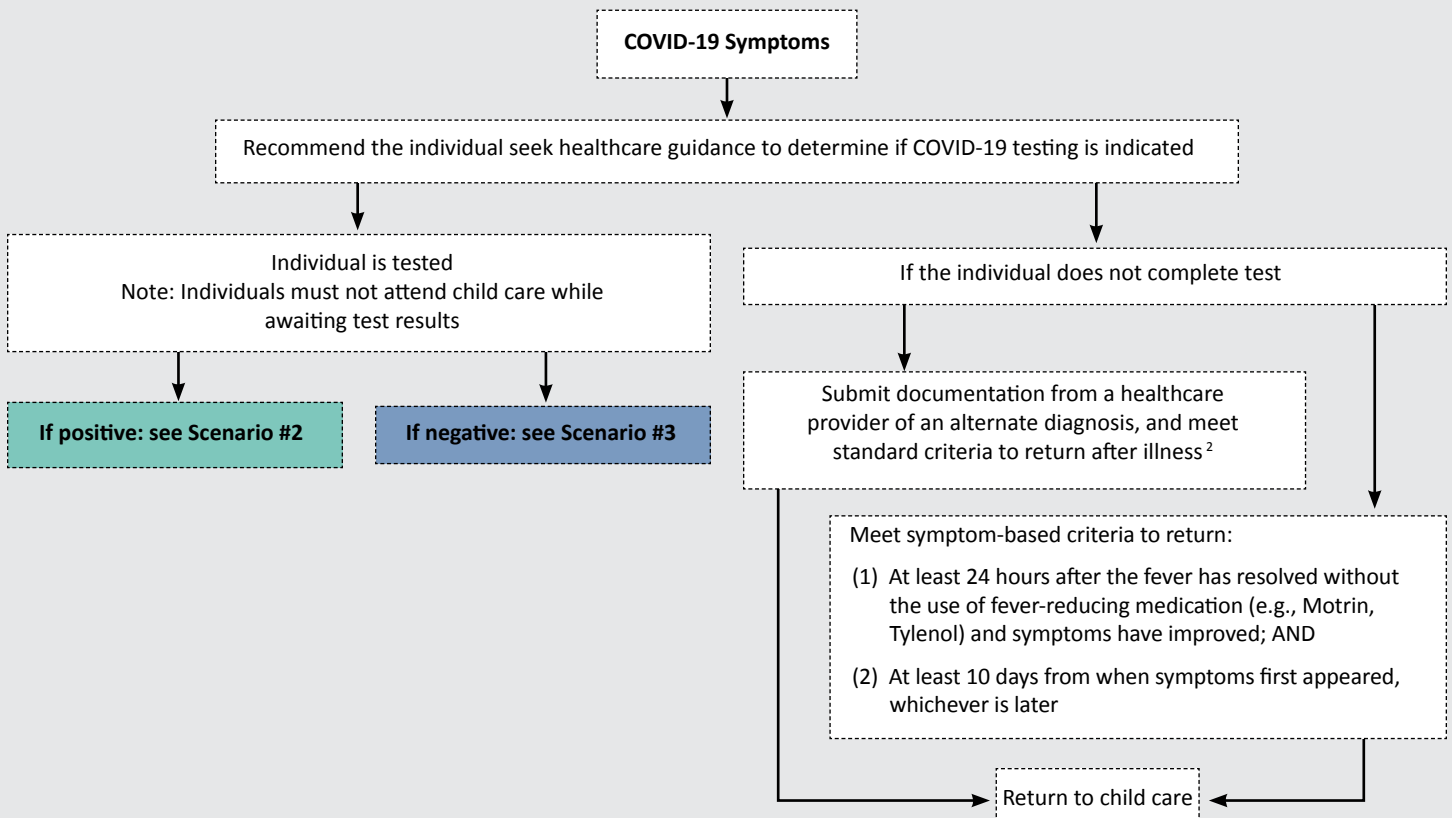 COVID-19 Symptoms
Recommend the individual seek healthcare guidance to determine if COVID-19 testing is indicated
Individual is tested
Note: Individuals must not attend child care while
awaiting test results
If the individual does not complete test
If positive: see Scenario #2
If negative: see Scenario #3
Submit documentation from a healthcare
provider of an alternate diagnosis, and meet
standard criteria to return after illness 2
Meet symptom-based criteria to return:
(1) At least 24 hours after the fever has resolved without
the use of fever-reducing medication (e.g., Motrin,
Tylenol) and symptoms have improved; AND
(2) At least 10 days from when symptoms first appeared,
whichever is later
Return to child care